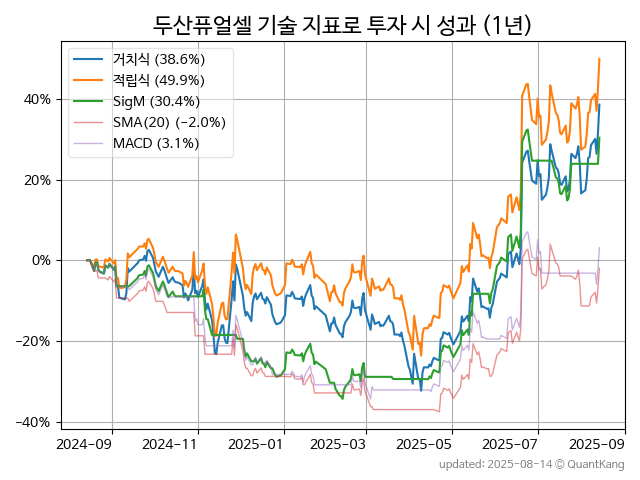 두산퓨얼셀 기술 지표로 투자 시 성과 (1년)
거치식 (38.6%)
적립식 (49.9%)
SigM (30.4%)
SMA(20) (−2.0%)
MACD (3.1%)
40%
20%
0%
−20%
−40%
2024−09 2024−11 2025−01 2025−03 2025−05 2025−07 2025−09
updated: 2025-08-14 © QuantKang